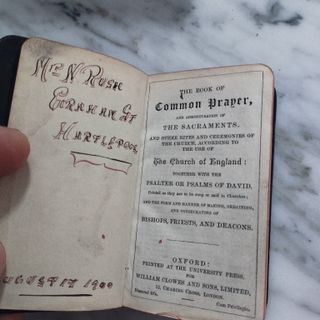 Mrs N Rush
Graham St
Hartlepool
August 17 1900
THE BOOK OF
Common Prayer,
AND ADMINISTRATION OF
THE SACRAMENTS,
AND OTHER RITES AND CEREMONIES OF
THE CHURCH, ACCORDING TO
THE USE OF
The Church of England:
TOGETHER WITH THE
PSALTER OR PSALMS OF DAVID,
Pointed as they are to be sung or said in Churches;
AND THE FORM AND MANNER OF MAKING, ORDAINING,
AND CONSECRATING OF
BISHOPS, PRIESTS, AND DEACONS.
OXFORD:
PRINTED AT THE UNIVERSITY PRESS,
FOR
WILLIAM CLOWES AND SONS, LIMITED,
13, CHARING CROSS, LONDON.
Diamond 48o.
Cum Privilegio.